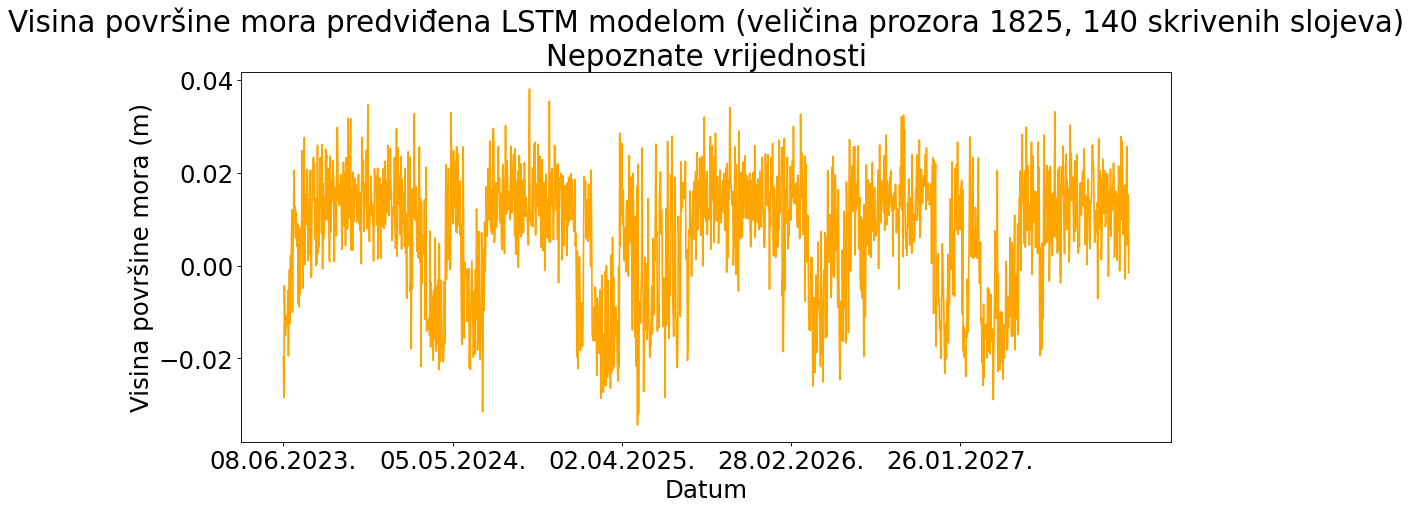 Visina površine mora predviđena LSTM modelom (veličina prozora 1825, 140 skrivenih slojeva)
Nepoznate vrijednosti
Visina površine mora (m)
0.04
0.02
0.00
−0.02
08.06.2023. 05.05.2024. 02.04.2025. 28.02.2026. 26.01.2027.
Datum